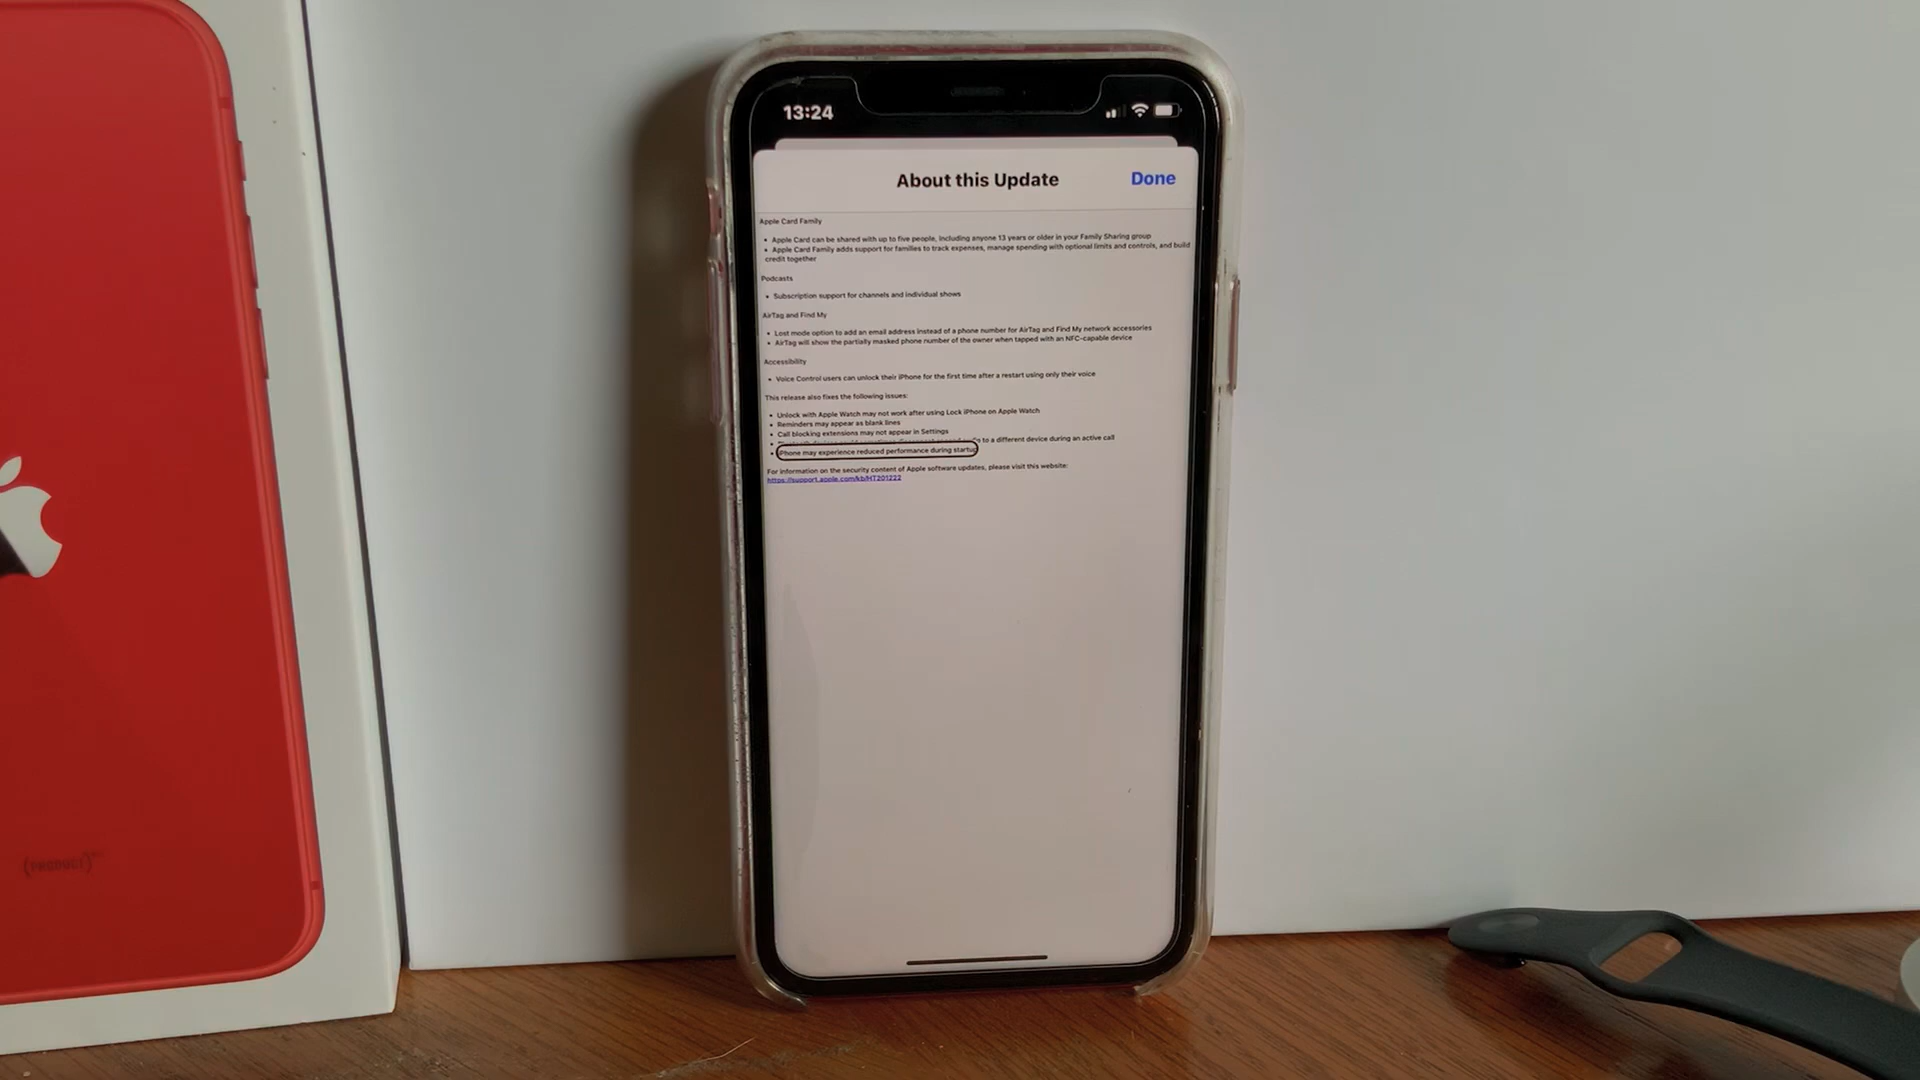 13:24
About this Update
Done
Apple Card Family
• Apple Card can be shared with up to five people, including anyone 13 years or older in your Family Sharing group
• Apple Card Family adds support for families to track expenses, manage spending with optional limits and controls, and build
credit together
Podcasts
• Subscription support for channels and individual shows
AirTag and Find My
• Lost mode option to add an email address instead of a phone number for AirTag and Find My network accessories
• AirTag will show the partially masked phone number of the owner when tapped with an NFC-capable device
Accessibility
• Voice Control users can unlock their iPhone for the first time after a restart using only their voice
This release also fixes the following issues:
• Unlock with Apple Watch may not work after using Lock iPhone on Apple Watch
• Reminders may appear as blank lines
• Call blocking extensions may not appear in Settings
• to a different device during an active call
• iPhone may experience reduced performance during startup
For information on the security content of Apple software updates, please visit this website:
https://support.apple.com/kb/HT201222
(PRODUCT)